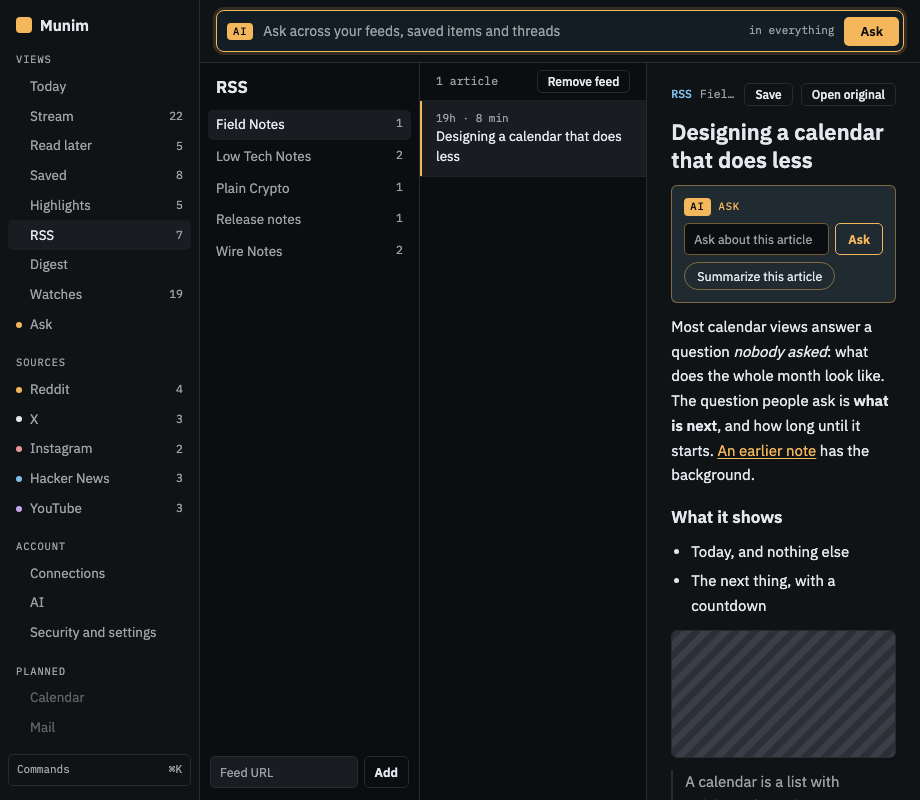 Munim
VIEWS
Today
Stream 22
Read later 5
Saved 8
Highlights 5
RSS 7
Digest
Watches 19
Ask
SOURCES
Reddit 4
X 3
Instagram 2
Hacker News 3
YouTube 3
ACCOUNT
Connections
AI
Security and settings
PLANNED
Calendar
Mail
Commands ⌘K
AI Ask across your feeds, saved items and threads in everything Ask
RSS
Field Notes 1
Low Tech Notes 2
Plain Crypto 1
Release notes 1
Wire Notes 2
Feed URL Add
1 article Remove feed
19h · 8 min
Designing a calendar that does
less
RSS Fiel… Save Open original
Designing a calendar
that does less
AI ASK
Ask about this article Ask
Summarize this article
Most calendar views answer a
question nobody asked: what
does the whole month look like.
The question people ask is what
is next, and how long until it
starts. An earlier note has the
background.
What it shows
• Today, and nothing else
• The next thing, with a
countdown
A calendar is a list with